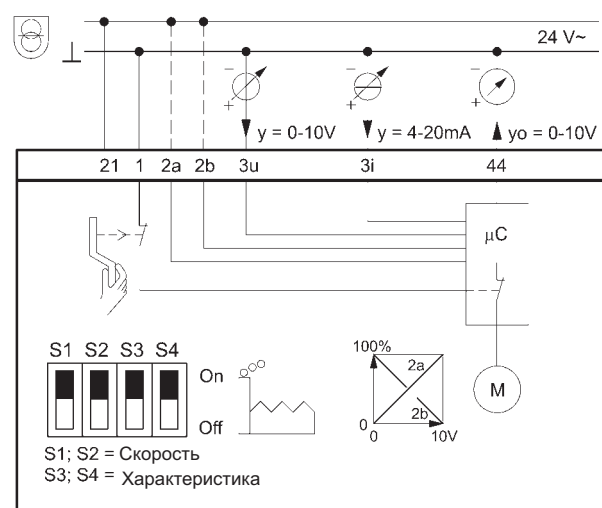 24 V~
y = 0-10V
y = 4-20mA
yo = 0-10V
21 1 2a 2b 3u 3i 44
µC
S1 S2 S3 S4
On
Off
100%
2a
2b
0
0
10V
M
S1; S2 = Скорость
S3; S4 = Характеристика